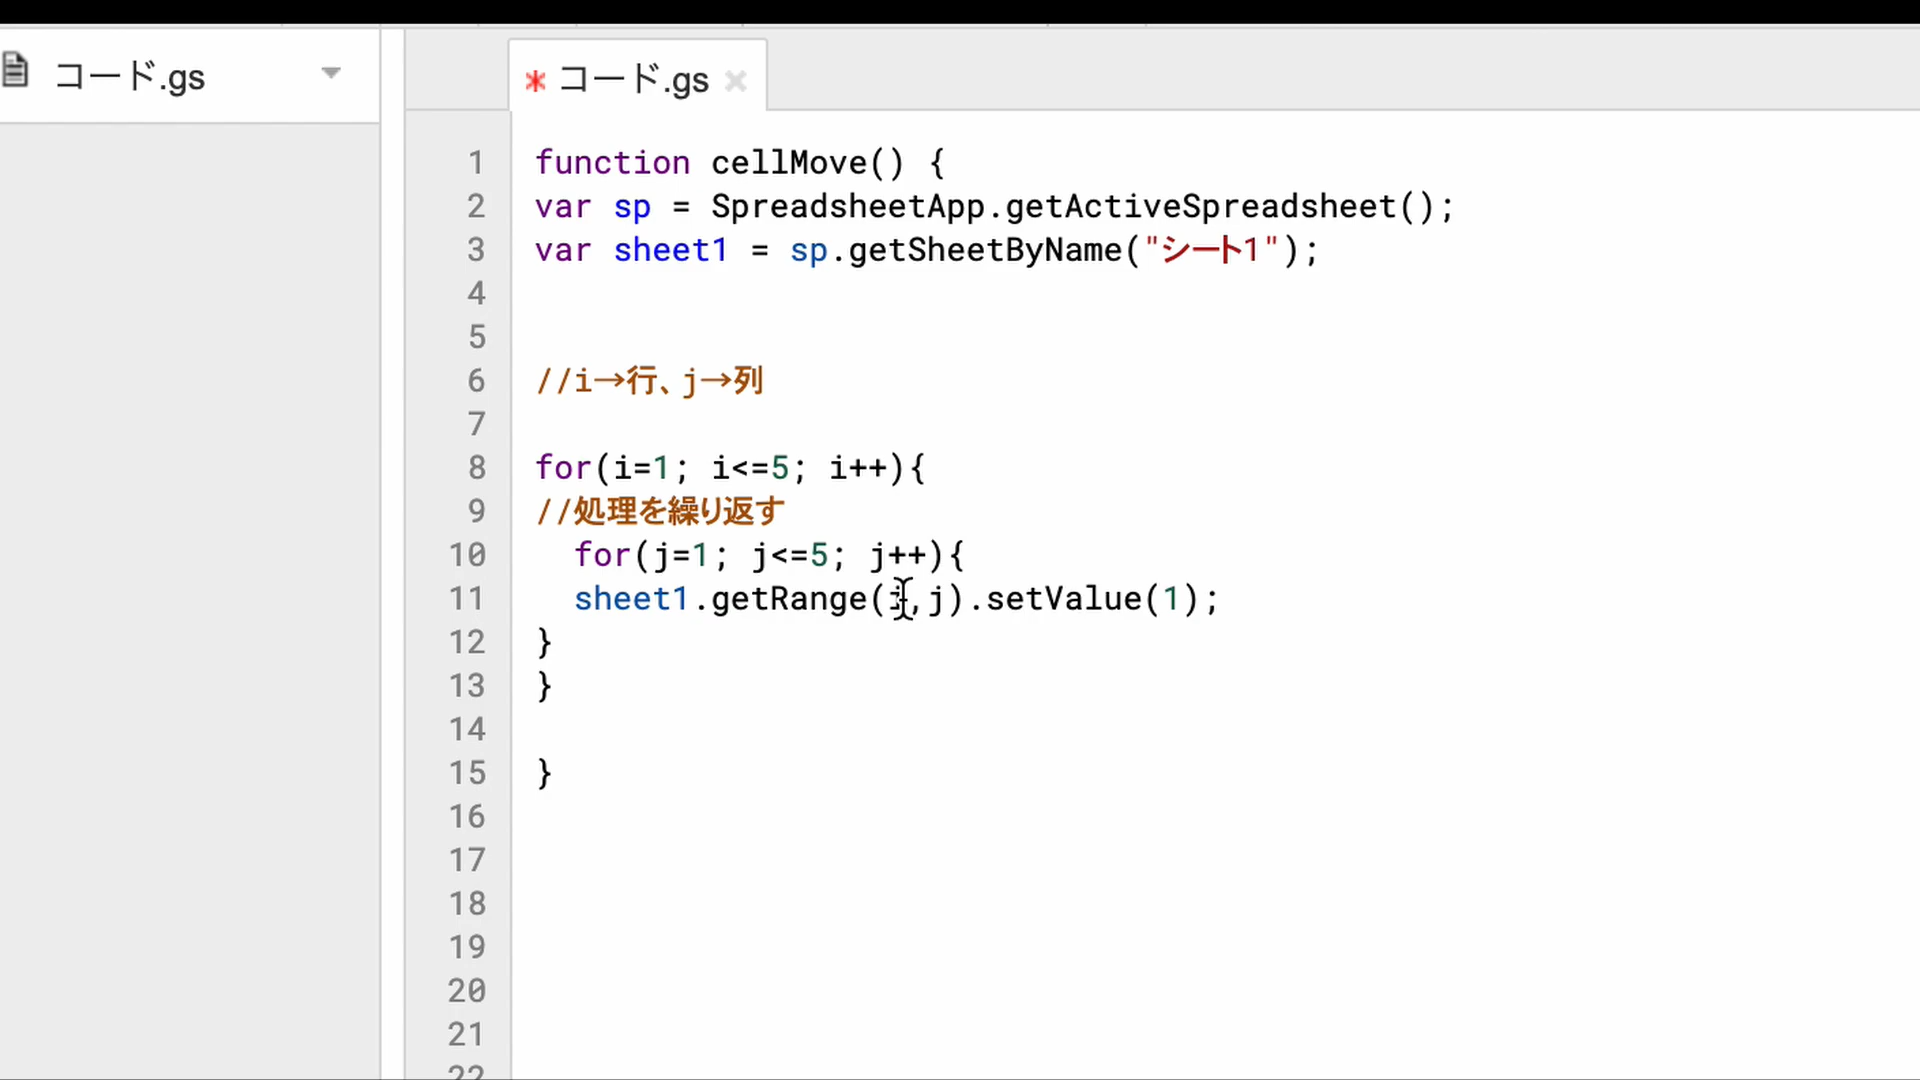 コード.gs
* コード.gs ×
1 function cellMove() {
2 var sp = SpreadsheetApp.getActiveSpreadsheet();
3 var sheet1 = sp.getSheetByName("シート1");
4
5
6 //i→行、j→列
7
8 for(i=1; i<=5; i++){
9 //処理を繰り返す
10 for(j=1; j<=5; j++){
11 sheet1.getRange(i,j).setValue(1);
12 }
13 }
14
15 }
16
17
18
19
20
21
22